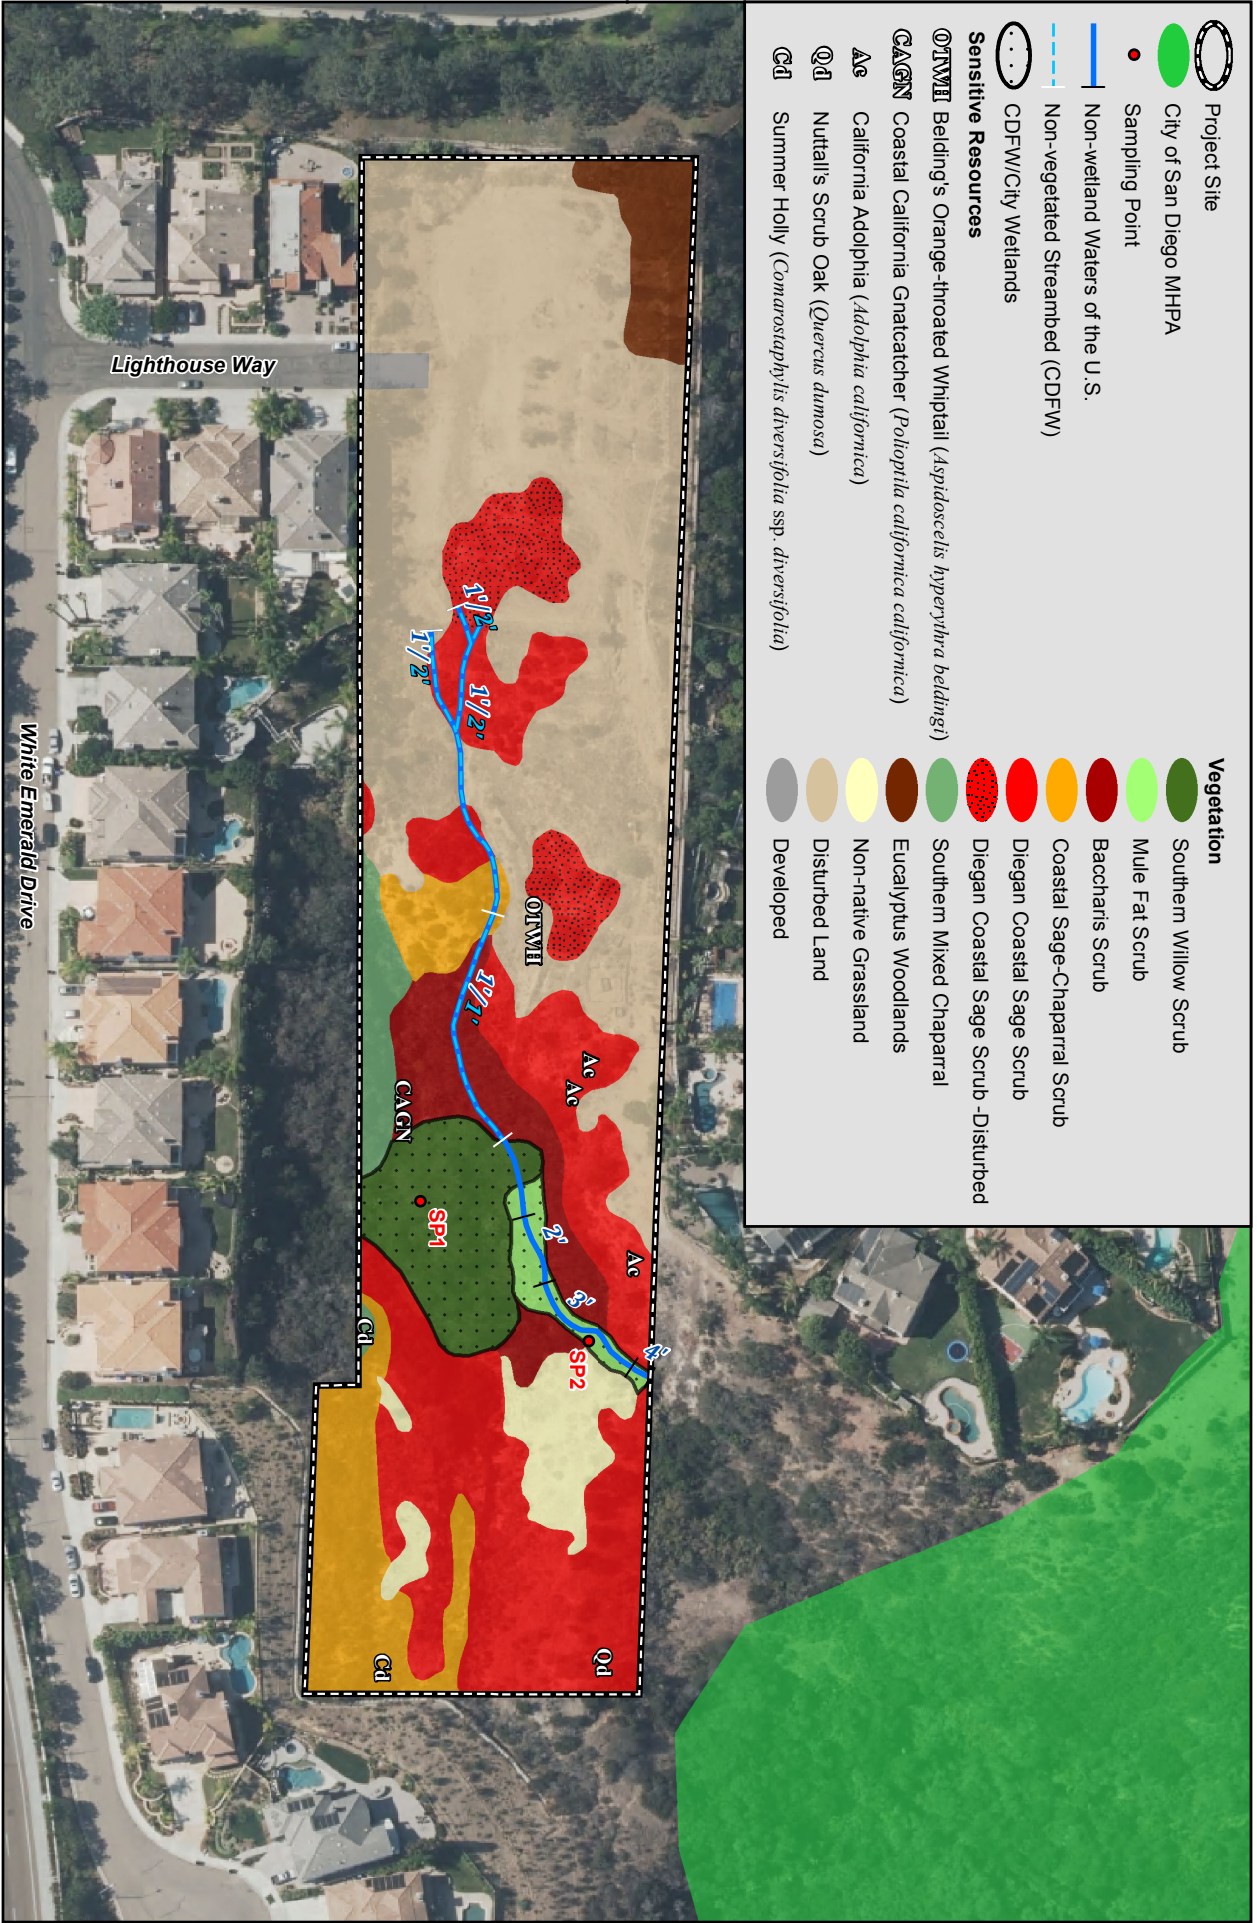 Project Site
City of San Diego MHPA
Sampling Point
Non-wetland Waters of the U.S.
Non-vegetated Streambed (CDFW)
CDFW/City Wetlands
Sensitive Resources
OTWH Belding's Orange-throated Whiptail (Aspidoscelis hyperythra beldingi)
CAGN Coastal California Gnatcatcher (Polioptila californica californica)
Ac California Adolphia (Adolphia californica)
Qd Nuttall's Scrub Oak (Quercus dumosa)
Cd Summer Holly (Comarostaphylis diversifolia ssp. diversifolia)
Vegetation
Southern Willow Scrub
Mule Fat Scrub
Baccharis Scrub
Coastal Sage-Chaparral Scrub
Diegan Coastal Sage Scrub
Diegan Coastal Sage Scrub -Disturbed
Southern Mixed Chaparral
Eucalyptus Woodlands
Non-native Grassland
Disturbed Land
Developed
Lighthouse Way
White Emerald Drive
1'/2'
1'/2'
1'/2'
OTWH
1'/1'
Ac
Ac
CAGN
SP1
2'
Ac
3'
SP2
4'
Cd
Cd
Qd